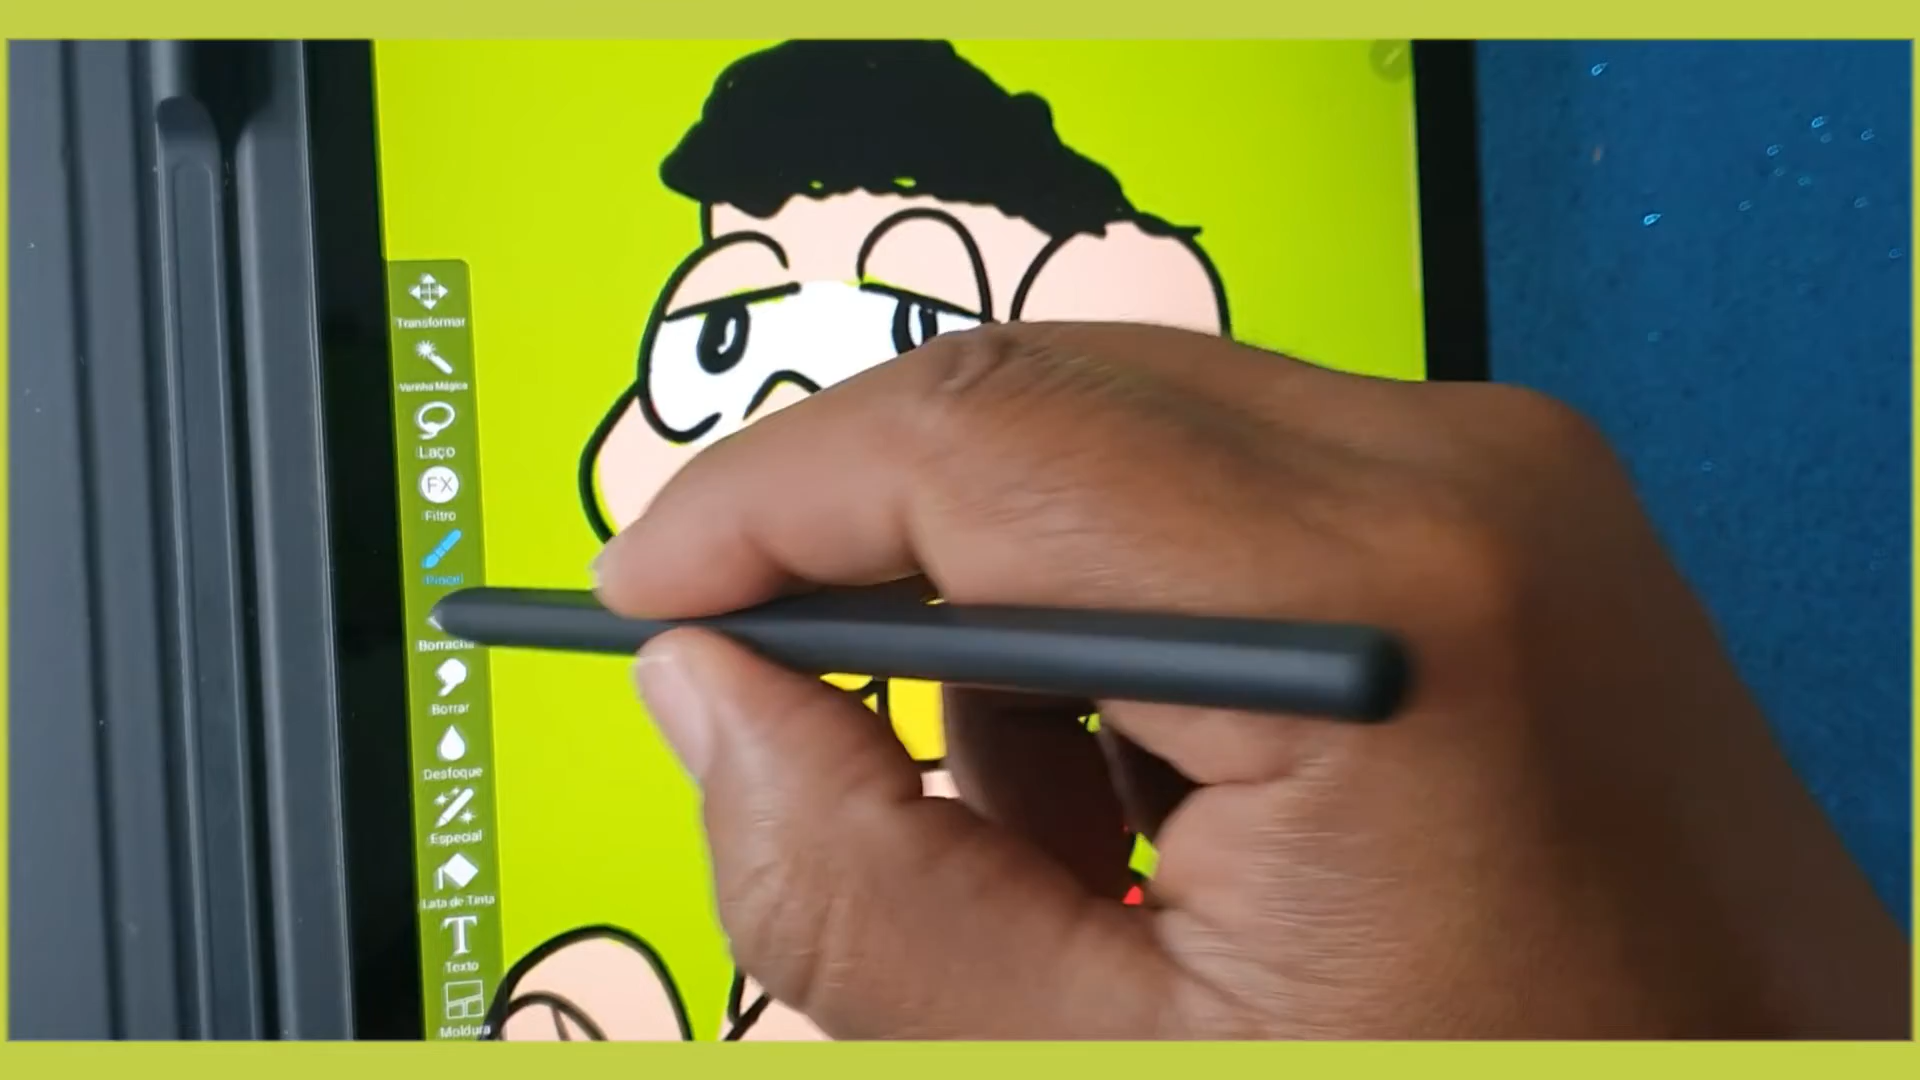 Transformar
Varinha Mágica
Laço
FX
Filtro
Pincel
Borracha
Borrar
Desfoque
Especial
Lata de Tinta
T
Texto
Moldura